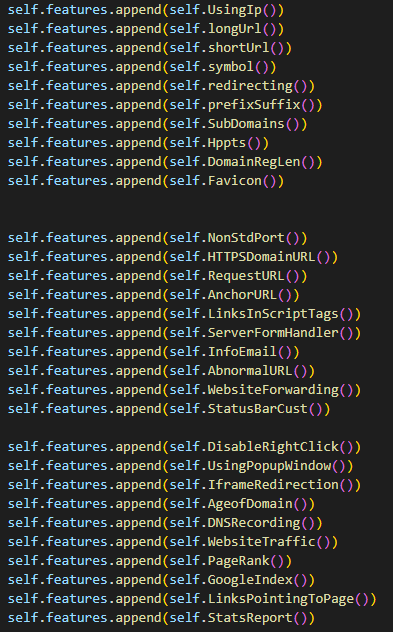 self.features.append(self.UsingIp())
self.features.append(self.longUrl())
self.features.append(self.shortUrl())
self.features.append(self.symbol())
self.features.append(self.redirecting())
self.features.append(self.prefixSuffix())
self.features.append(self.SubDomains())
self.features.append(self.Hppts())
self.features.append(self.DomainRegLen())
self.features.append(self.Favicon())
self.features.append(self.NonStdPort())
self.features.append(self.HTTPSDomainURL())
self.features.append(self.RequestURL())
self.features.append(self.AnchorURL())
self.features.append(self.LinksInScriptTags())
self.features.append(self.ServerFormHandler())
self.features.append(self.InfoEmail())
self.features.append(self.AbnormalURL())
self.features.append(self.WebsiteForwarding())
self.features.append(self.StatusBarCust())
self.features.append(self.DisableRightClick())
self.features.append(self.UsingPopupWindow())
self.features.append(self.IframeRedirection())
self.features.append(self.AgeofDomain())
self.features.append(self.DNSRecording())
self.features.append(self.WebsiteTraffic())
self.features.append(self.PageRank())
self.features.append(self.GoogleIndex())
self.features.append(self.LinksPointingToPage())
self.features.append(self.StatsReport())